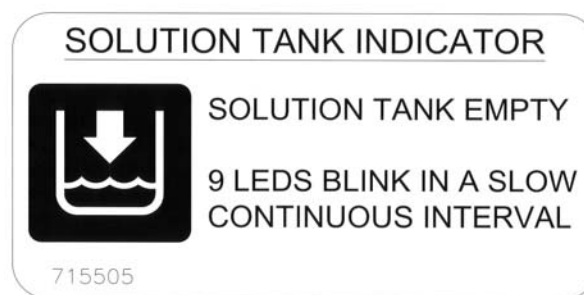 SOLUTION TANK INDICATOR
SOLUTION TANK EMPTY
9 LEDS BLINK IN A SLOW
CONTINUOUS INTERVAL
715505